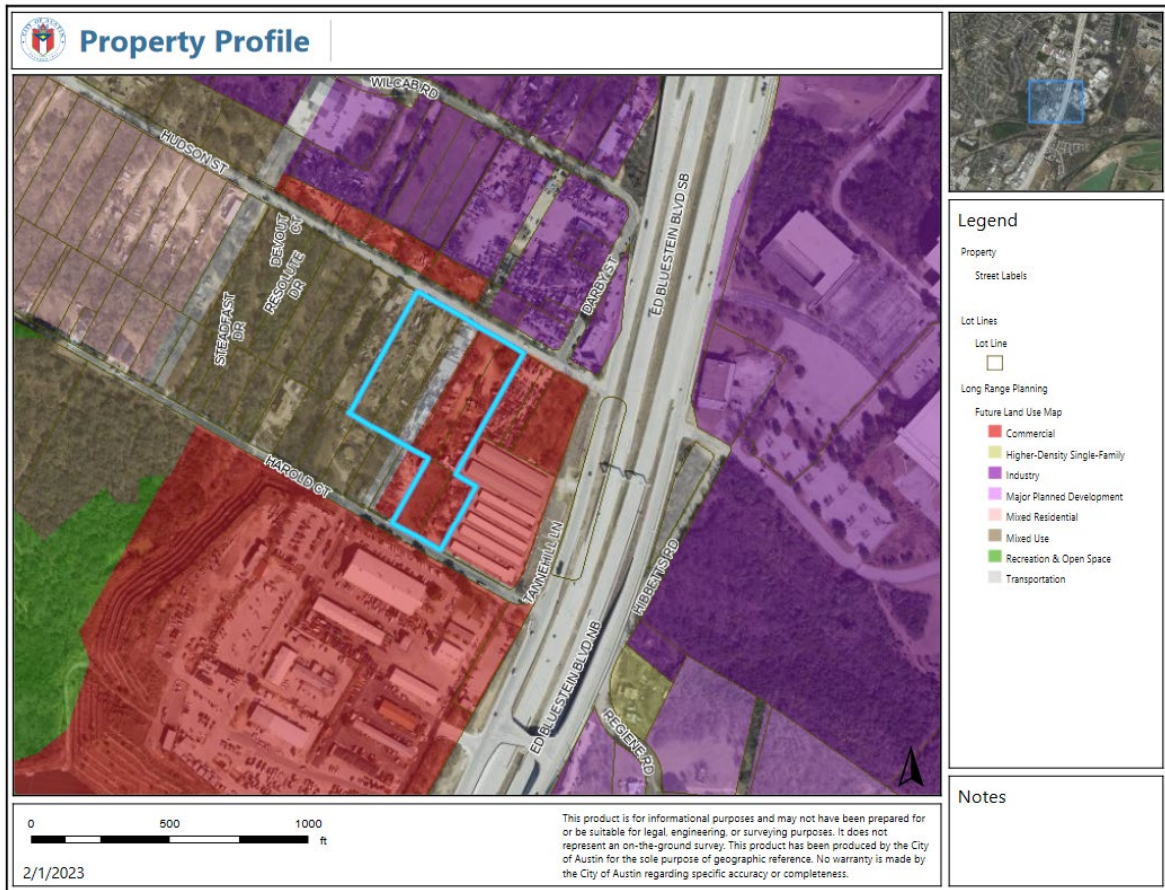 CITY OF AUSTIN
Property Profile
WILCAB RD
HUDSON ST
DEVOUT CT
RESOLUTE DR
STEADFAST DR
DARBY ST
ED BLUESTEIN BLVD SB
HAROLD CT
TANNEHILL LN
HIBBETTS RD
ED BLUESTEIN BLVD NB
REGIENE RD
Legend
Property
Street Labels
Lot Lines
Lot Line
Long Range Planning
Future Land Use Map
Commercial
Higher-Density Single-Family
Industry
Major Planned Development
Mixed Residential
Mixed Use
Recreation & Open Space
Transportation
Notes
0 500 1000
ft
2/1/2023
This product is for informational purposes and may not have been prepared for
or be suitable for legal, engineering, or surveying purposes. It does not
represent an on-the-ground survey. This product has been produced by the City
of Austin for the sole purpose of geographic reference. No warranty is made by
the City of Austin regarding specific accuracy or completeness.